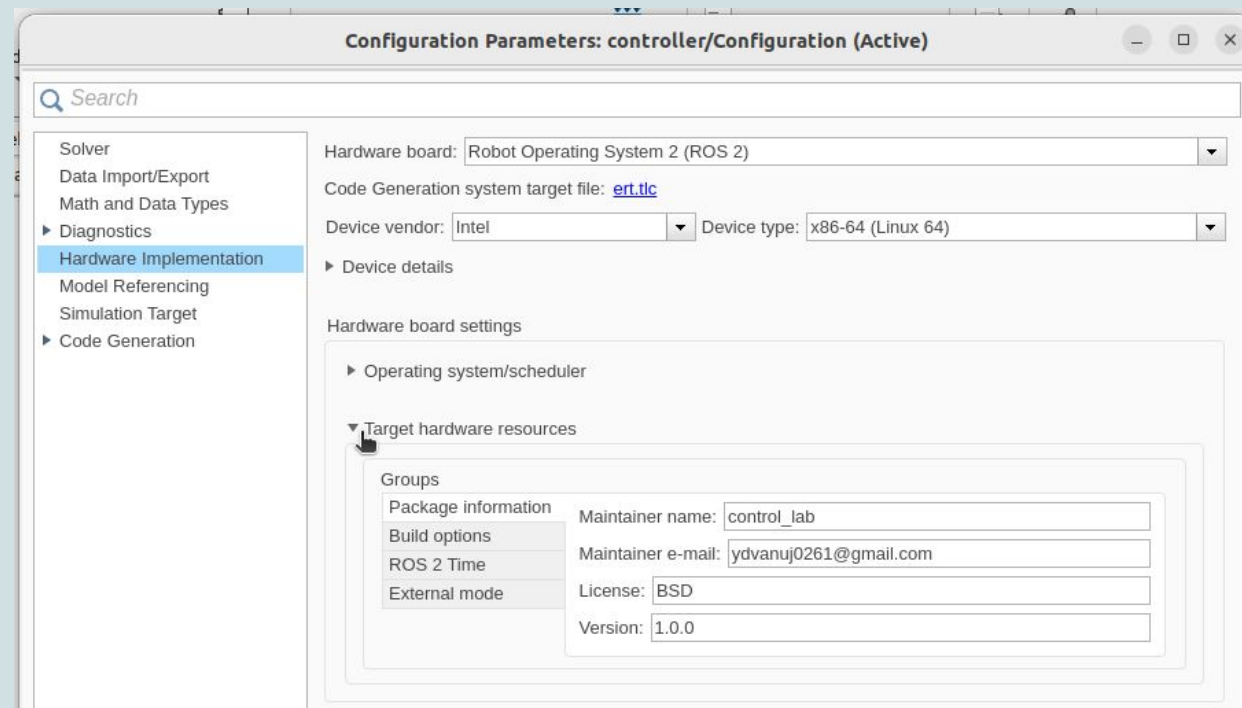 Configuration Parameters: controller/Configuration (Active)
Search
Solver
Data Import/Export
Math and Data Types
Diagnostics
Hardware Implementation
Model Referencing
Simulation Target
Code Generation
Hardware board: Robot Operating System 2 (ROS 2)
Code Generation system target file: ert.tlc
Device vendor: Intel Device type: x86-64 (Linux 64)
Device details
Hardware board settings
Operating system/scheduler
Target hardware resources
Groups
Package information
Build options
ROS 2 Time
External mode
Maintainer name: control_lab
Maintainer e-mail: ydvanuj0261@gmail.com
License: BSD
Version: 1.0.0